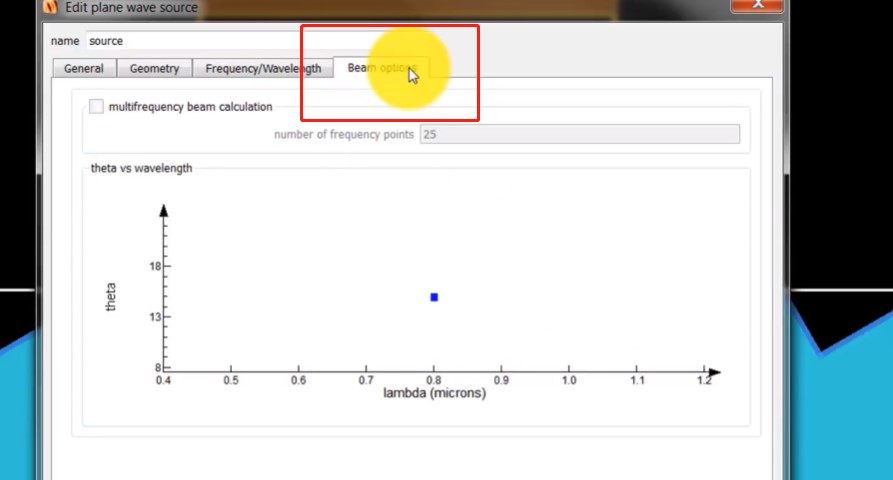 Edit plane wave source
name source
General Geometry Frequency/Wavelength Beam options
multifrequency beam calculation
number of frequency points 25
theta vs wavelength
18
theta
13
8
0.4 0.5 0.6 0.7 0.8 0.9 1.0 1.1 1.2
lambda (microns)